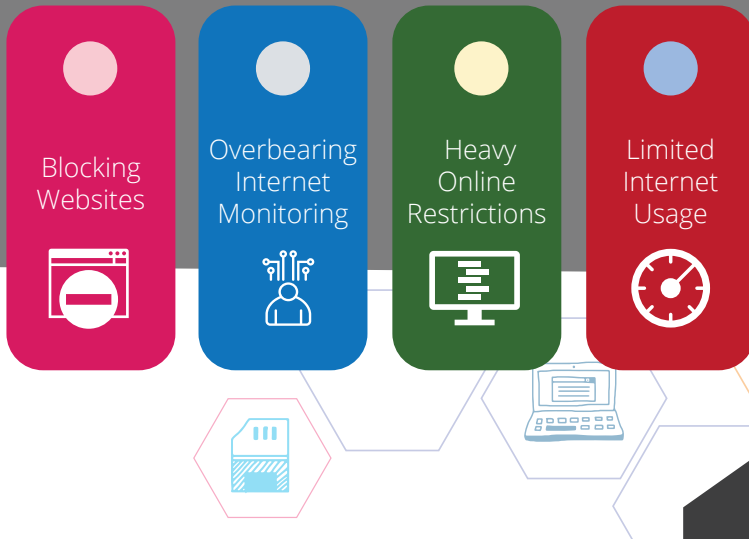 Blocking
Websites
Overbearing
Internet
Monitoring
Heavy
Online
Restrictions
Limited
Internet
Usage